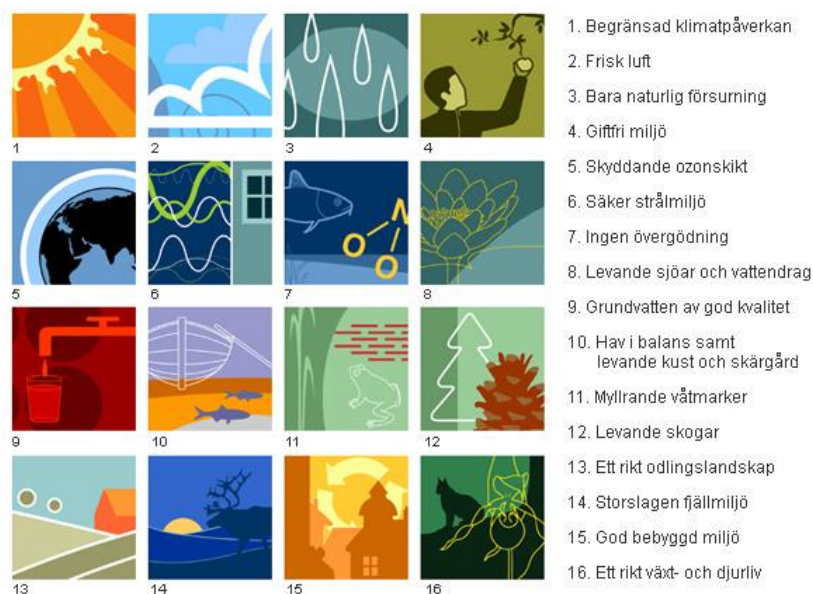 1
2
3
4
5
6
7
8
9
10
11
12
13
14
15
16
O
N
O
1. Begränsad klimatpåverkan
2. Frisk luft
3. Bara naturlig försurning
4. Giftfri miljö
5. Skyddande ozonskikt
6. Säker strålmiljö
7. Ingen övergödning
8. Levande sjöar och vattendrag
9. Grundvatten av god kvalitet
10. Hav i balans samt
levande kust och skärgård
11. Myllrande våtmarker
12. Levande skogar
13. Ett rikt odlingslandskap
14. Storslagen fjällmiljö
15. God bebyggd miljö
16. Ett rikt växt- och djurliv